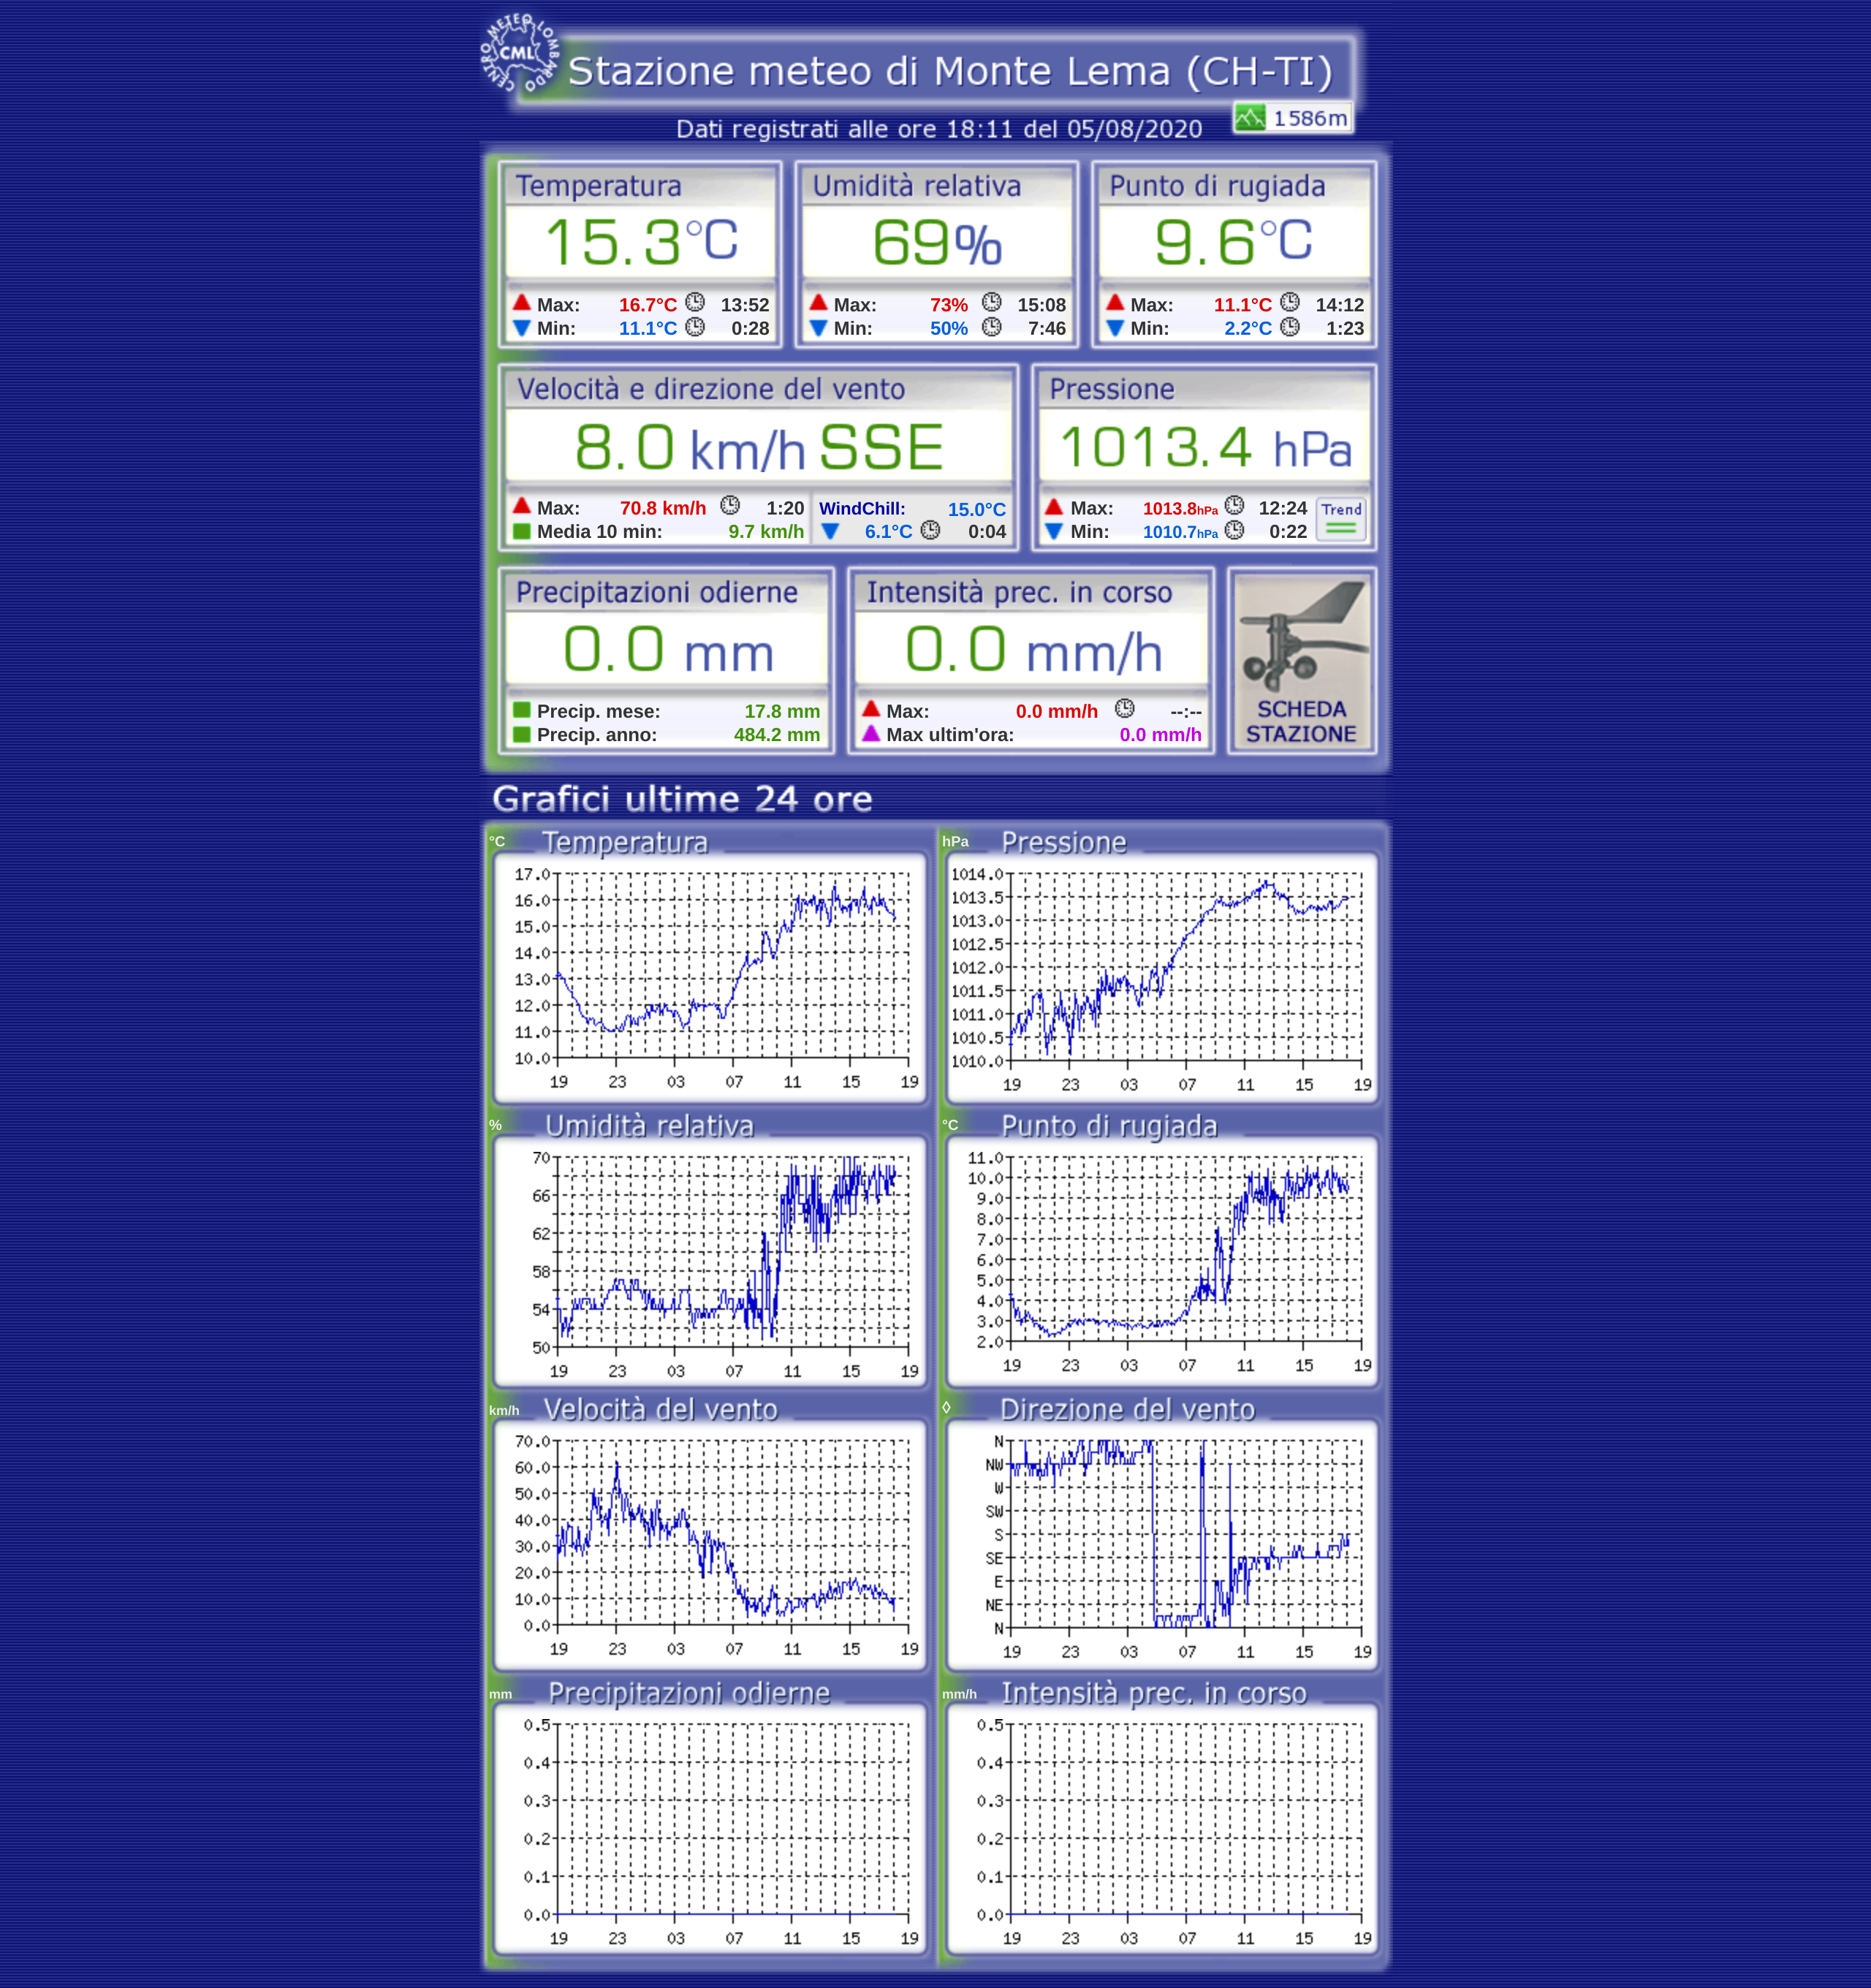 CENTRO METEO LOMBARDO
CML
Stazione meteo di Monte Lema (CH-TI)
1586m
Dati registrati alle ore 18:11 del 05/08/2020
Temperatura Umidità relativa Punto di rugiada
15.3°C 69% 9.6°C
Max: 16.7°C 13:52 Max: 73% 15:08 Max: 11.1°C 14:12
Min: 11.1°C 0:28 Min: 50% 7:46 Min: 2.2°C 1:23
Velocità e direzione del vento Pressione
8.0 km/h SSE 1013.4 hPa
Max: 70.8 km/h 1:20 WindChill: 15.0°C Max: 1013.8hPa 12:24 Trend
Media 10 min: 9.7 km/h 6.1°C 0:04 Min: 1010.7hPa 0:22
Precipitazioni odierne Intensità prec. in corso
0.0 mm 0.0 mm/h
Precip. mese: 17.8 mm Max: 0.0 mm/h --:-- SCHEDA
Precip. anno: 484.2 mm Max ultim'ora: 0.0 mm/h STAZIONE
Grafici ultime 24 ore
°C Temperatura
17.0
16.0
15.0
14.0
13.0
12.0
11.0
10.0
19 23 03 07 11 15 19
hPa Pressione
1014.0
1013.5
1013.0
1012.5
1012.0
1011.5
1011.0
1010.5
1010.0
19 23 03 07 11 15 19
% Umidità relativa
70
66
62
58
54
50
19 23 03 07 11 15 19
°C Punto di rugiada
11.0
10.0
9.0
8.0
7.0
6.0
5.0
4.0
3.0
2.0
19 23 03 07 11 15 19
km/h Velocità del vento
70.0
60.0
50.0
40.0
30.0
20.0
10.0
0.0
19 23 03 07 11 15 19
◊ Direzione del vento
N
NW
W
SW
S
SE
E
NE
N
19 23 03 07 11 15 19
mm Precipitazioni odierne
0.5
0.4
0.3
0.2
0.1
0.0
19 23 03 07 11 15 19
mm/h Intensità prec. in corso
0.5
0.4
0.3
0.2
0.1
0.0
19 23 03 07 11 15 19